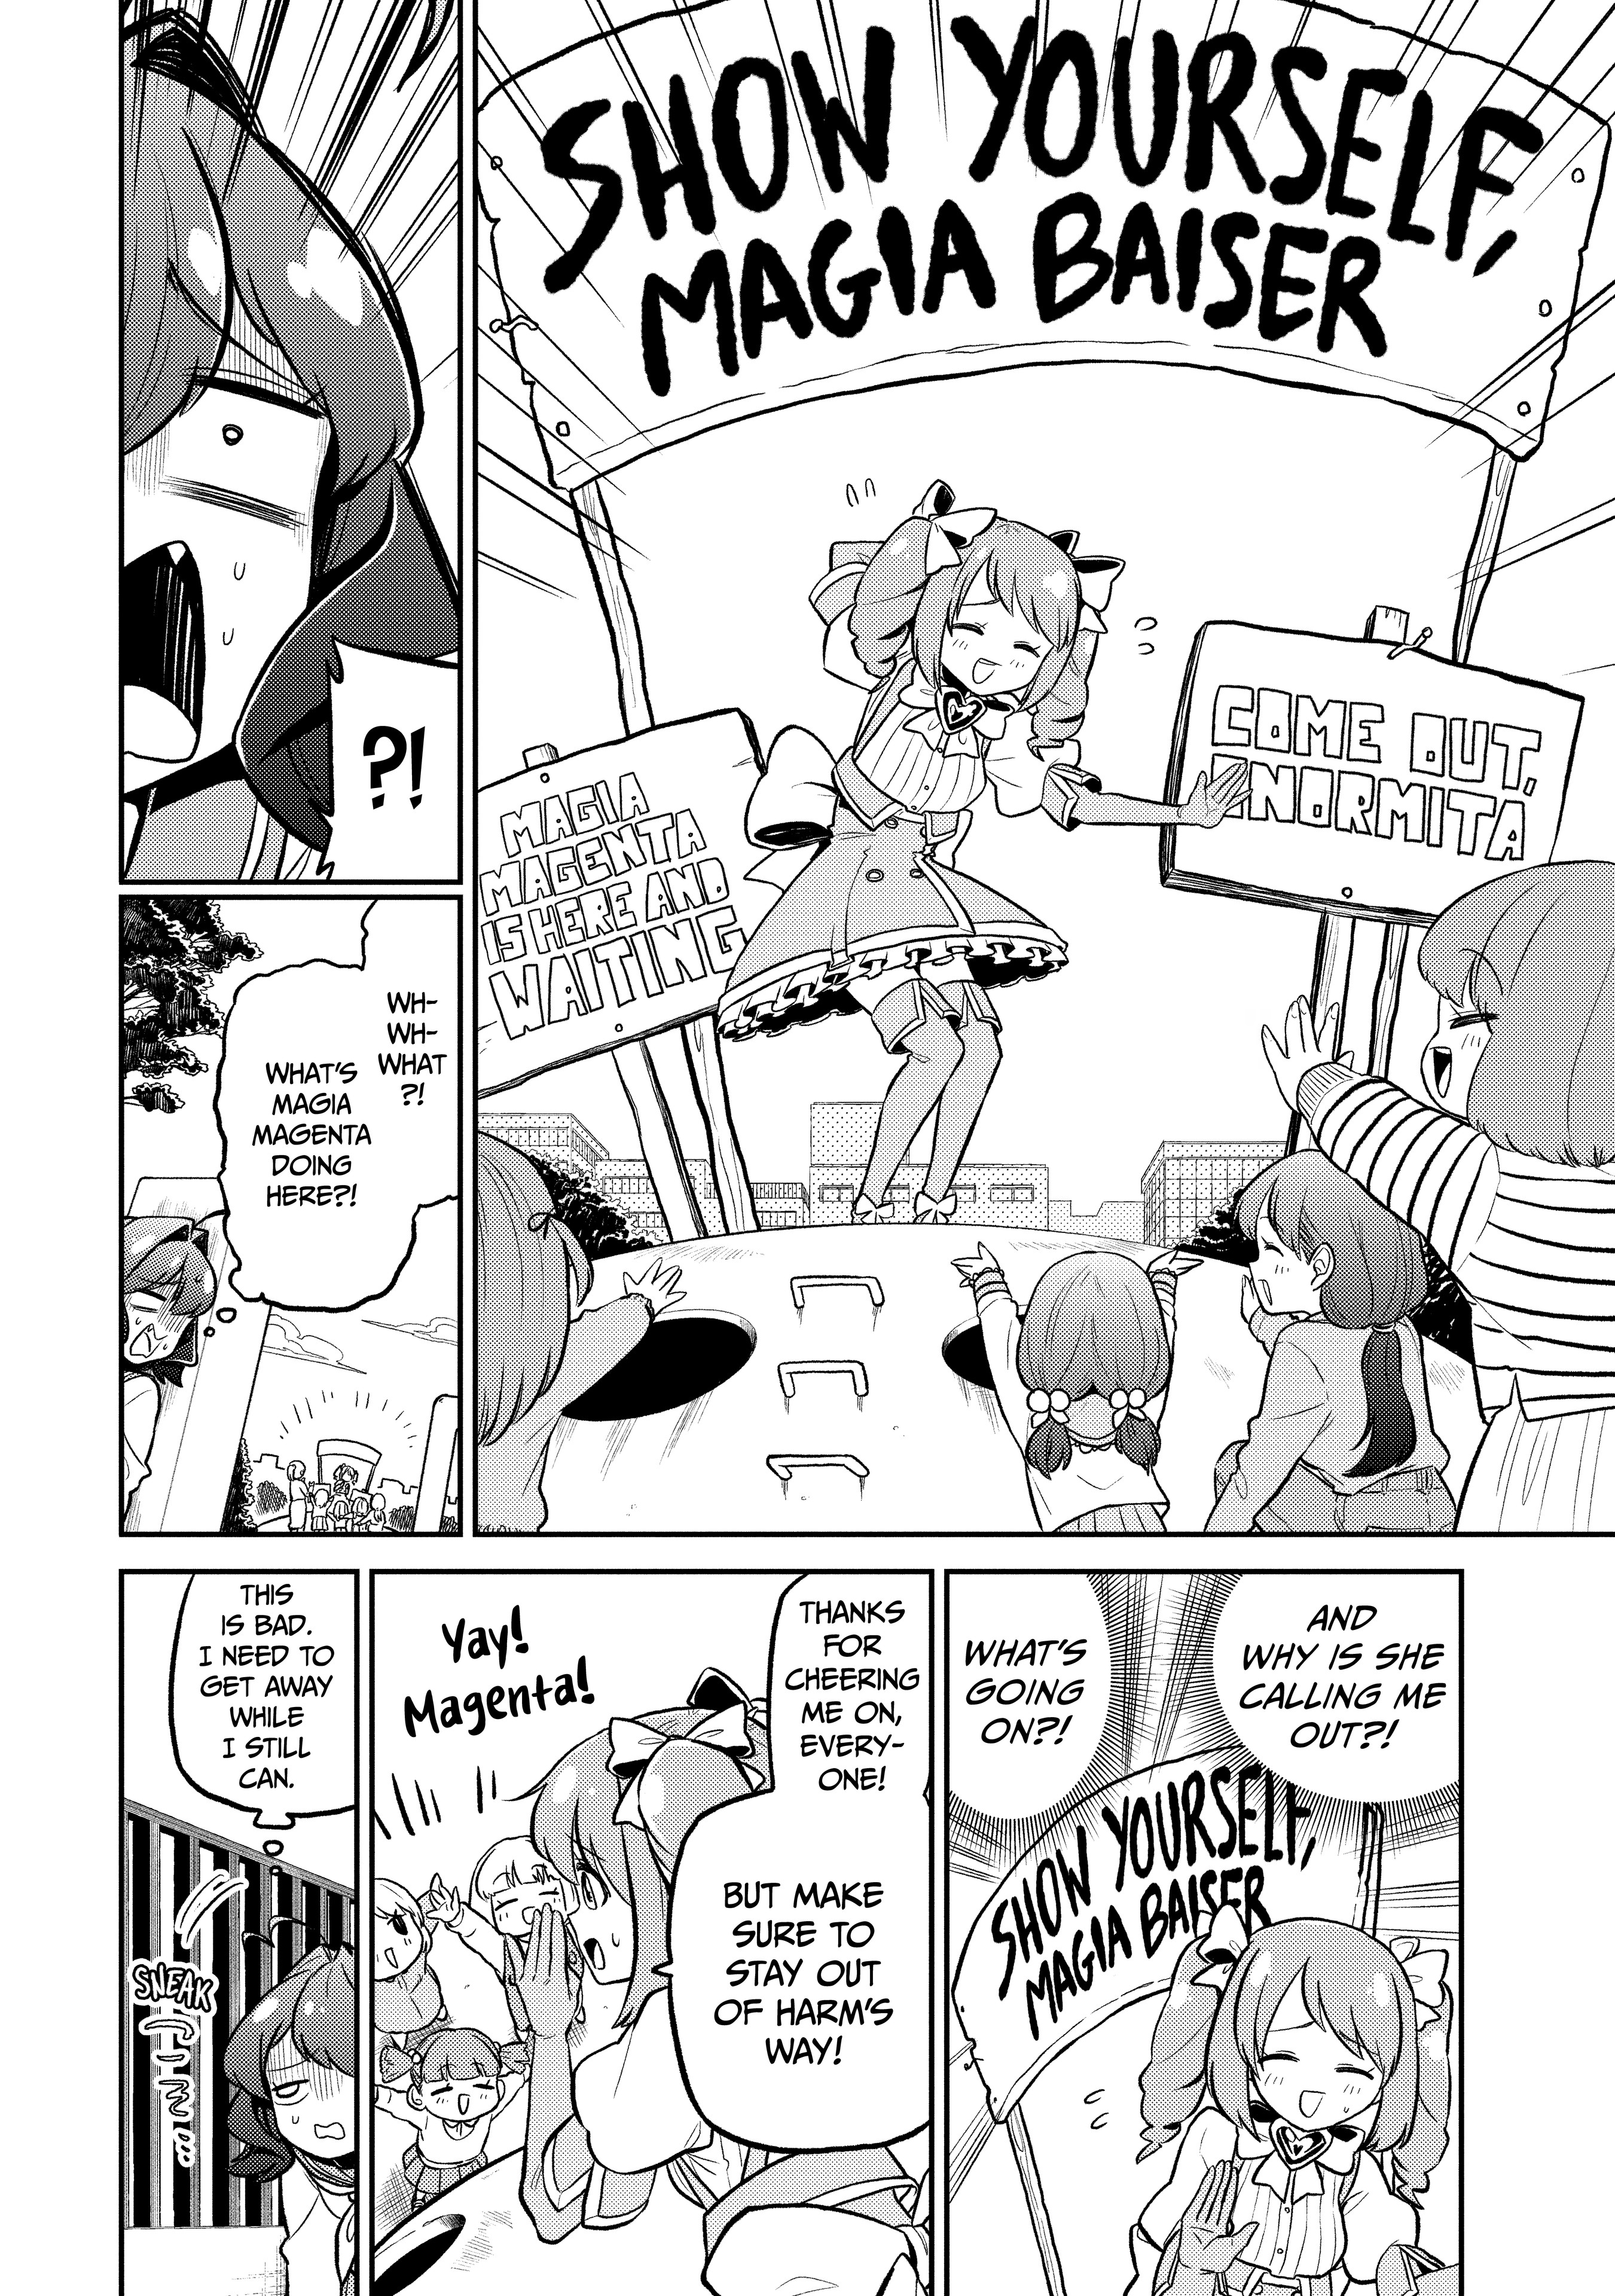 SHOW YOURSELF,
MAGIA BAISER
COME OUT,
ENORMITA
MAGIA
MAGENTA
IS HERE AND
WAITING
?!
WH-
WH-
WHAT
?!
WHAT'S
MAGIA
MAGENTA
DOING
HERE?!
AND
WHY IS SHE
CALLING ME
OUT?!
WHAT'S
GOING
ON?!
SHOW YOURSELF,
MAGIA BAISER
THANKS
FOR
CHEERING
ME ON,
EVERY-
ONE!
BUT MAKE
SURE TO
STAY OUT
OF HARM'S
WAY!
Yay!
Magenta!
THIS
IS BAD.
I NEED TO
GET AWAY
WHILE
I STILL
CAN.
SNEAK